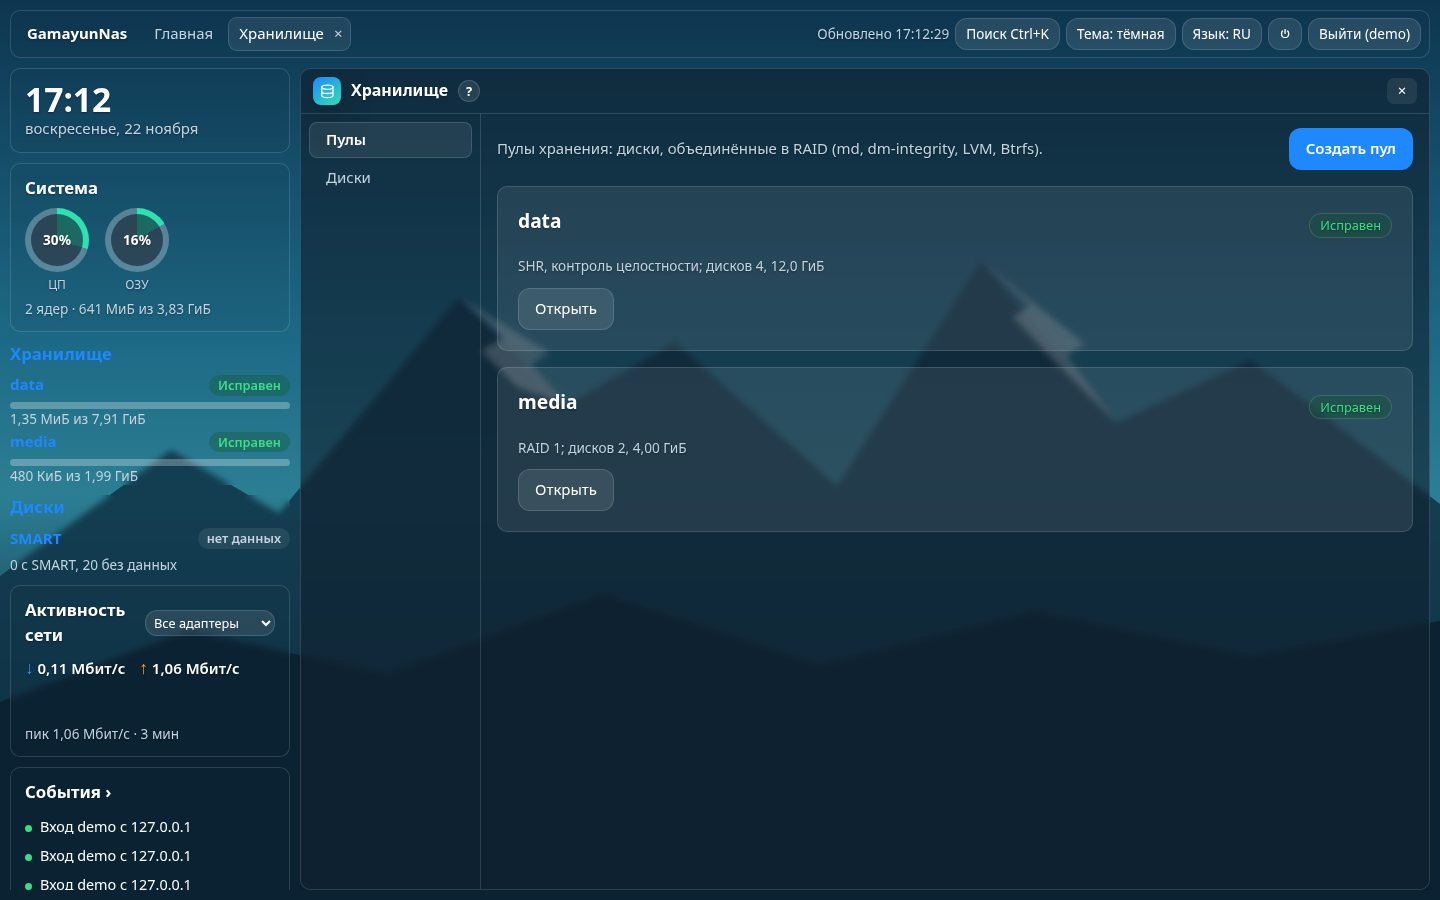 GamayunNas Главная Хранилище × Обновлено 17:12:29 Поиск Ctrl+K Тема: тёмная Язык: RU Выйти (demo)
17:12
воскресенье, 22 ноября
Система
30% 16%
ЦП ОЗУ
2 ядер · 641 МиБ из 3,83 ГиБ
Хранилище
data Исправен
1,35 МиБ из 7,91 ГиБ
media Исправен
480 КиБ из 1,99 ГиБ
Диски
SMART нет данных
0 с SMART, 20 без данных
Активность
сети
Все адаптеры
↓ 0,11 Мбит/с ↑ 1,06 Мбит/с
пик 1,06 Мбит/с · 3 мин
События ›
Вход demo с 127.0.0.1
Вход demo с 127.0.0.1
Вход demo с 127.0.0.1
Хранилище ? ×
Пулы
Диски
Пулы хранения: диски, объединённые в RAID (md, dm-integrity, LVM, Btrfs). Создать пул
data Исправен
SHR, контроль целостности; дисков 4, 12,0 ГиБ
Открыть
media Исправен
RAID 1; дисков 2, 4,00 ГиБ
Открыть